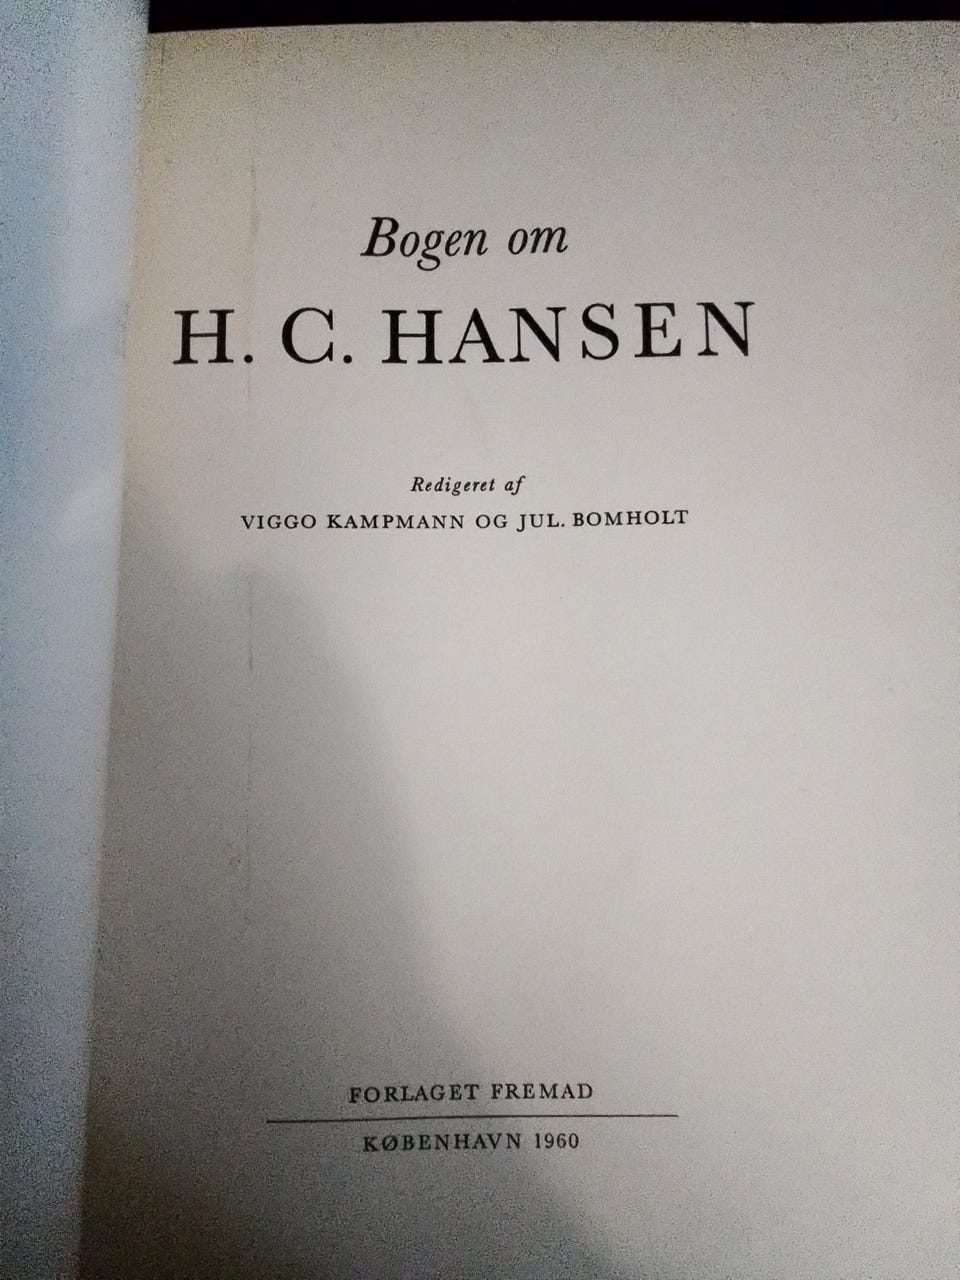 Bogen om
H. C. HANSEN
Redigeret af
VIGGO KAMPMANN OG JUL. BOMHOLT
FORLAGET FREMAD
KØBENHAVN 1960